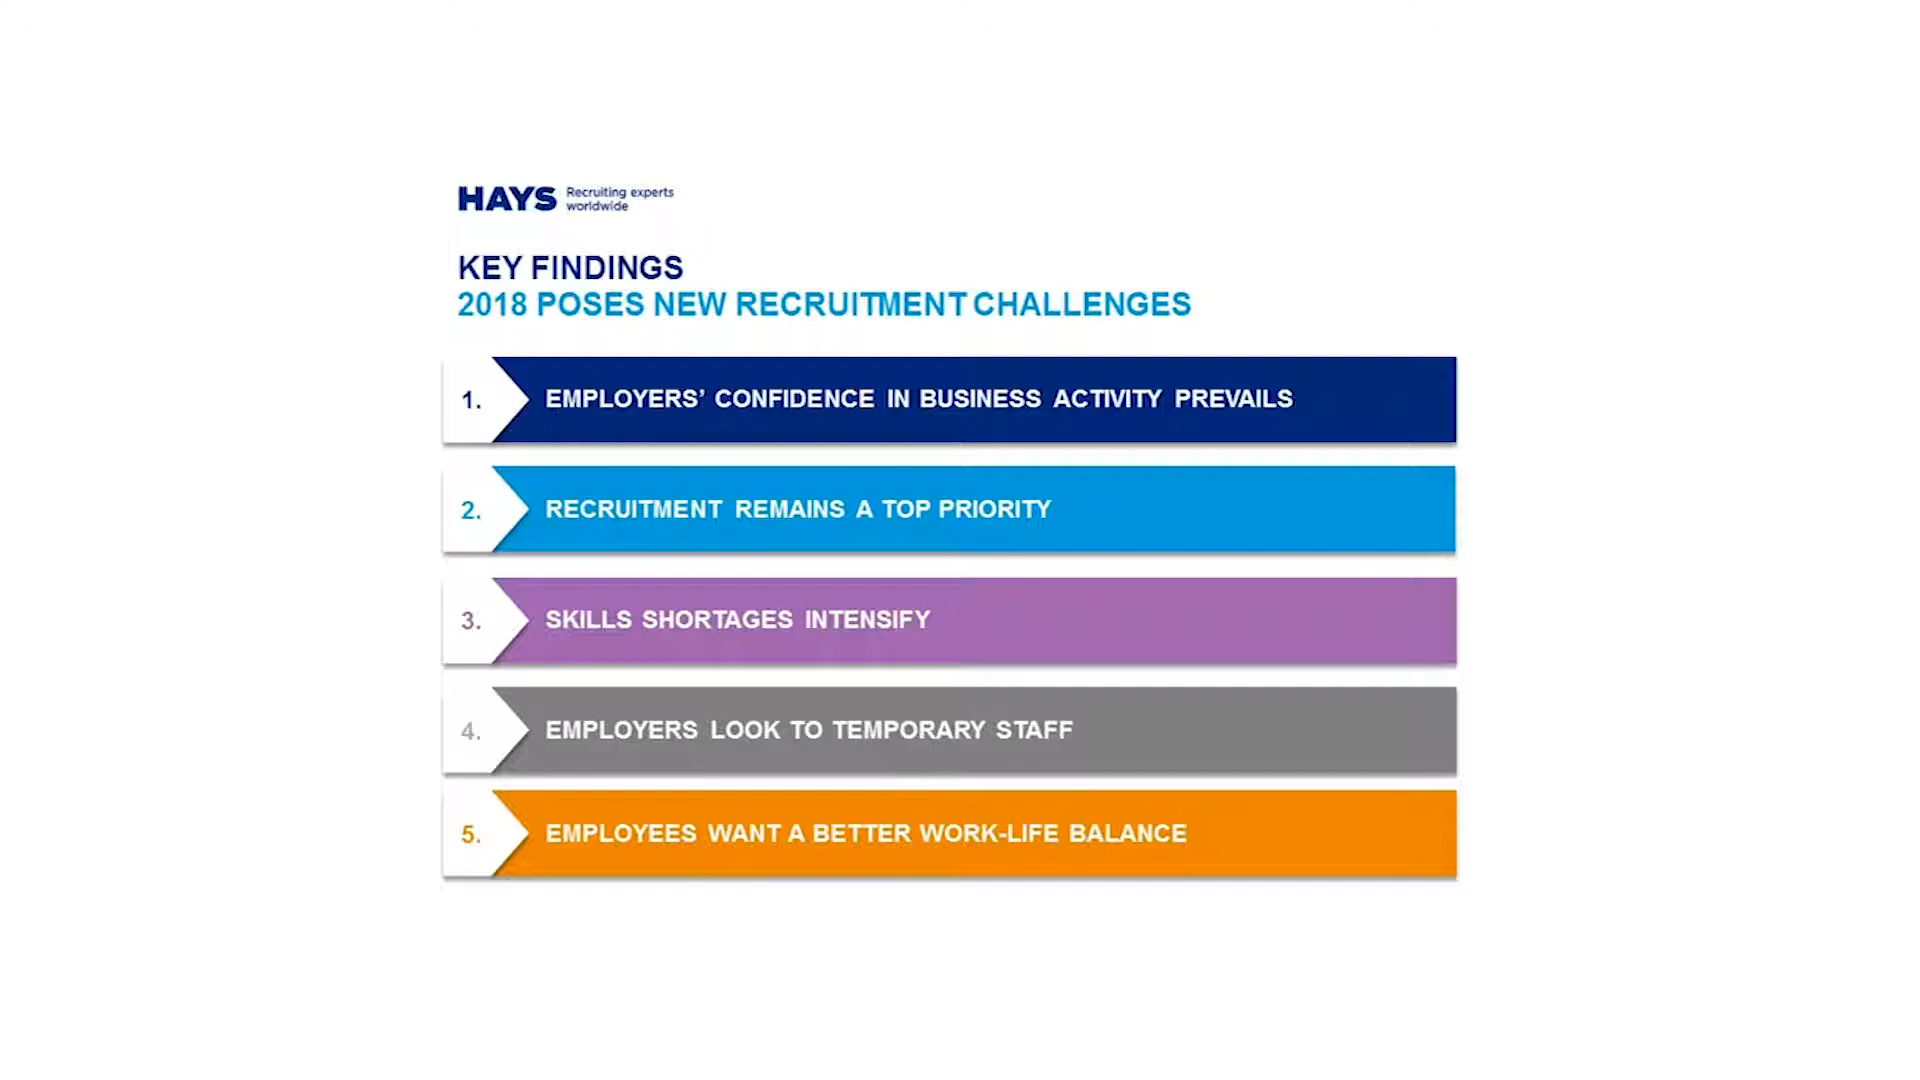 HAYS Recruiting experts
worldwide
KEY FINDINGS
2018 POSES NEW RECRUITMENT CHALLENGES
1. EMPLOYERS’ CONFIDENCE IN BUSINESS ACTIVITY PREVAILS
2. RECRUITMENT REMAINS A TOP PRIORITY
3. SKILLS SHORTAGES INTENSIFY
4. EMPLOYERS LOOK TO TEMPORARY STAFF
5. EMPLOYEES WANT A BETTER WORK-LIFE BALANCE